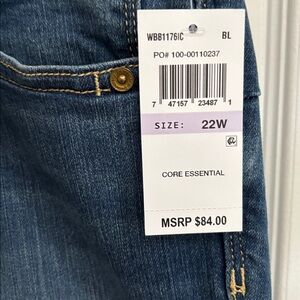 WBB1176IC BL
PO# 100-00110237
7 47157 23487 1
SIZE: 22W
CORE ESSENTIAL
MSRP $84.00